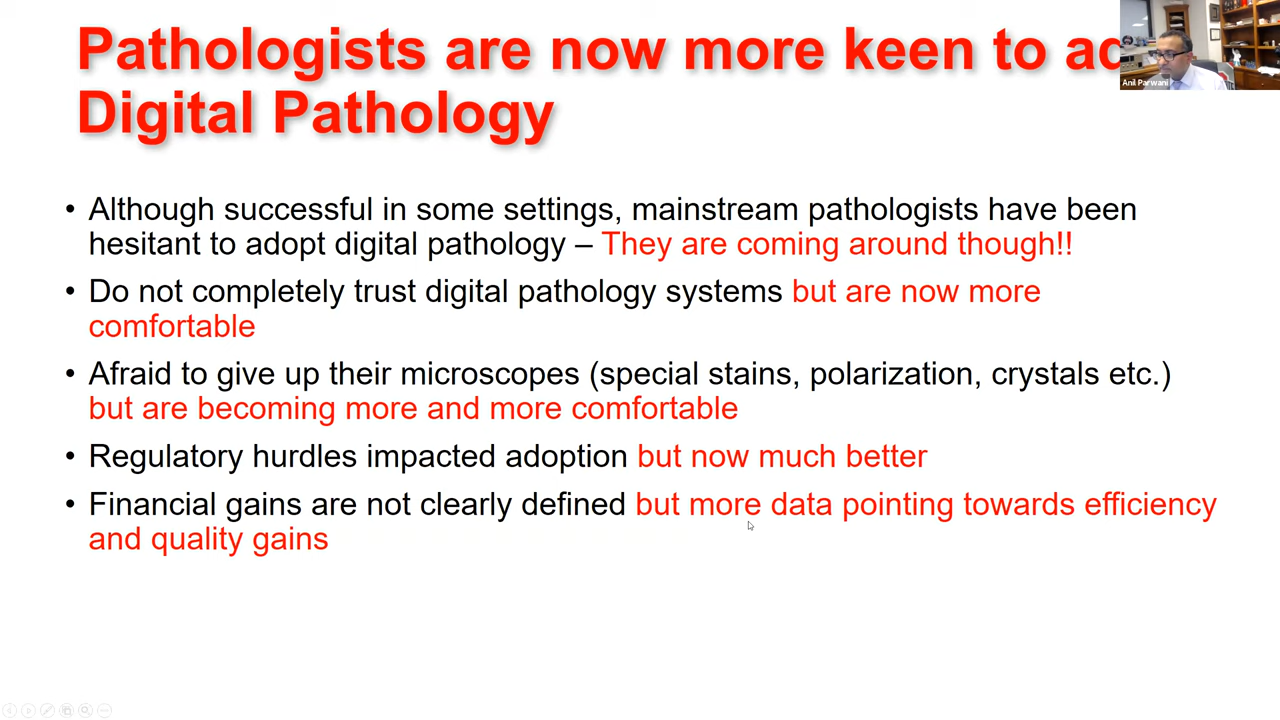 Pathologists are now more keen to
Digital Pathology
Anil Parwani
• Although successful in some settings, mainstream pathologists have been
hesitant to adopt digital pathology – They are coming around though!!
• Do not completely trust digital pathology systems but are now more
comfortable
• Afraid to give up their microscopes (special stains, polarization, crystals etc.)
but are becoming more and more comfortable
• Regulatory hurdles impacted adoption but now much better
• Financial gains are not clearly defined but more data pointing towards efficiency
and quality gains